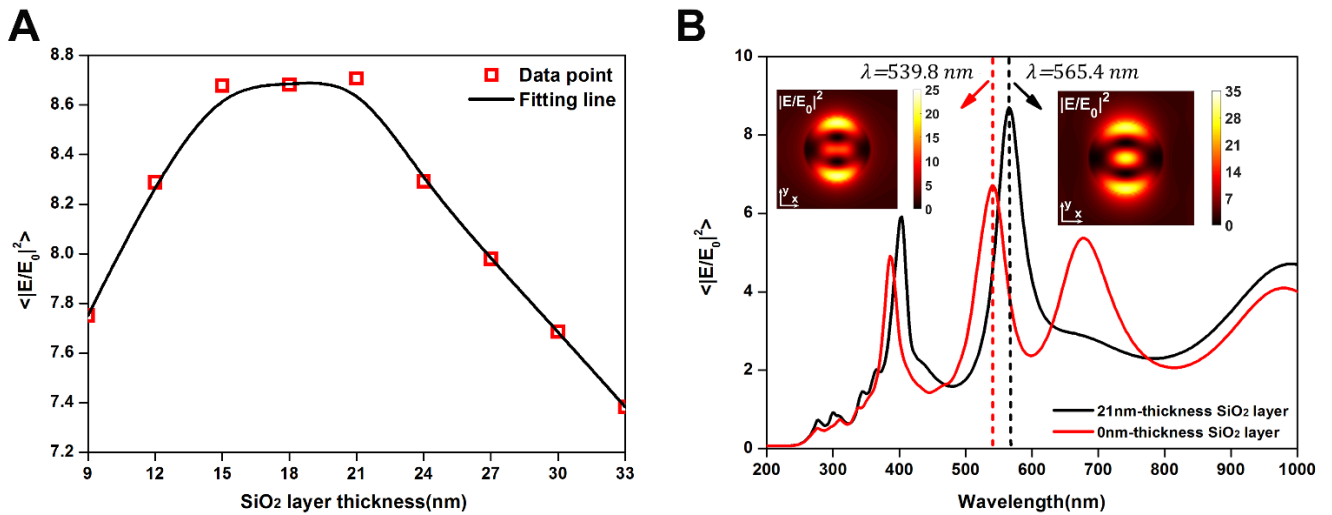 A
<|E/E₀|²>
8.8
8.6
8.4
8.2
8.0
7.8
7.6
7.4
7.2
Data point
Fitting line
9 12 15 18 21 24 27 30 33
SiO₂ layer thickness(nm)
B
<|E/E₀|²>
10
8
6
4
2
0
λ=539.8 nm
λ=565.4 nm
|E/E₀|²
y
x
25
20
15
10
5
0
|E/E₀|²
y
x
35
28
21
14
7
0
21nm-thickness SiO₂ layer
0nm-thickness SiO₂ layer
200 300 400 500 600 700 800 900 1000
Wavelength(nm)